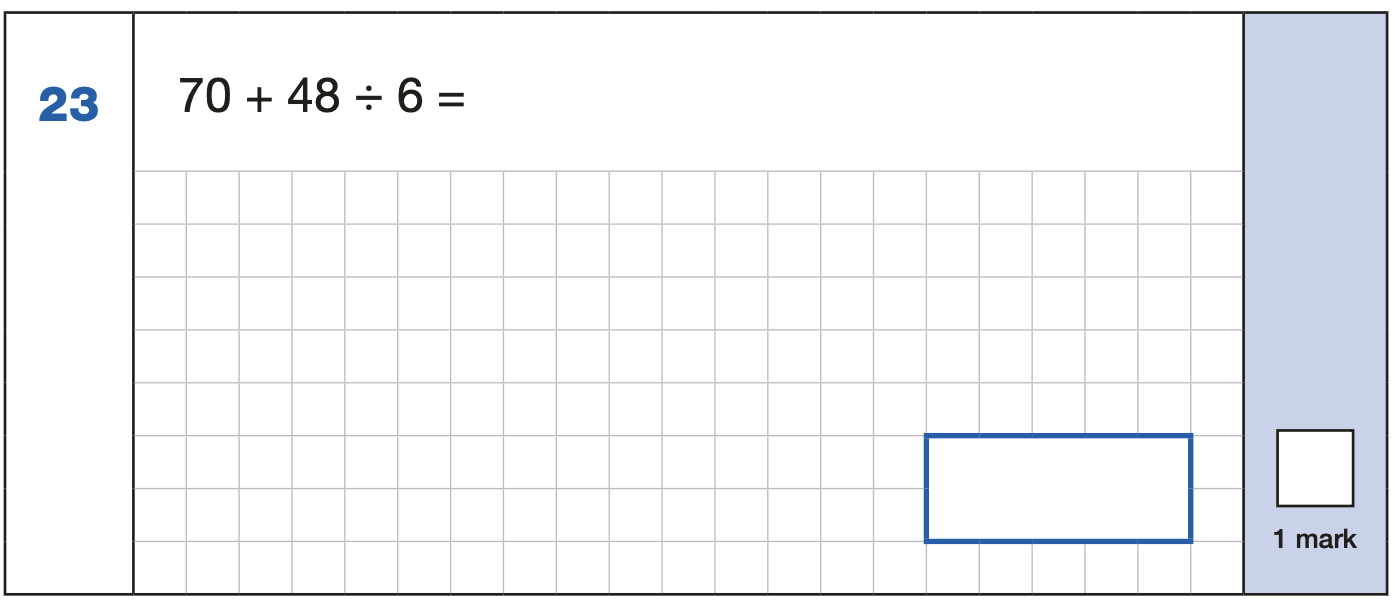 23
70 + 48 ÷ 6 =
1 mark